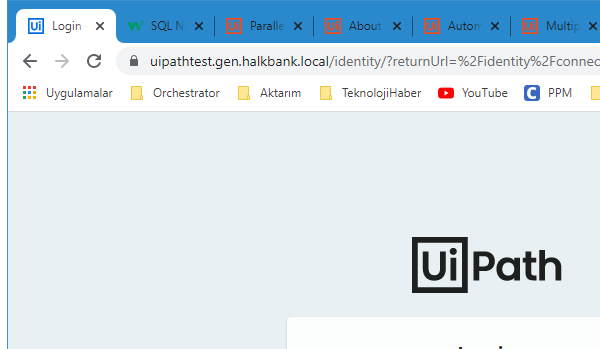 Login SQL N Paralle About Autom Multip
uipathtest.gen.halkbank.local/identity/?returnUrl=%2Fidentity%2Fconnec
Uygulamalar Orchestrator Aktarım TeknolojiHaber YouTube C PPM
UiPath